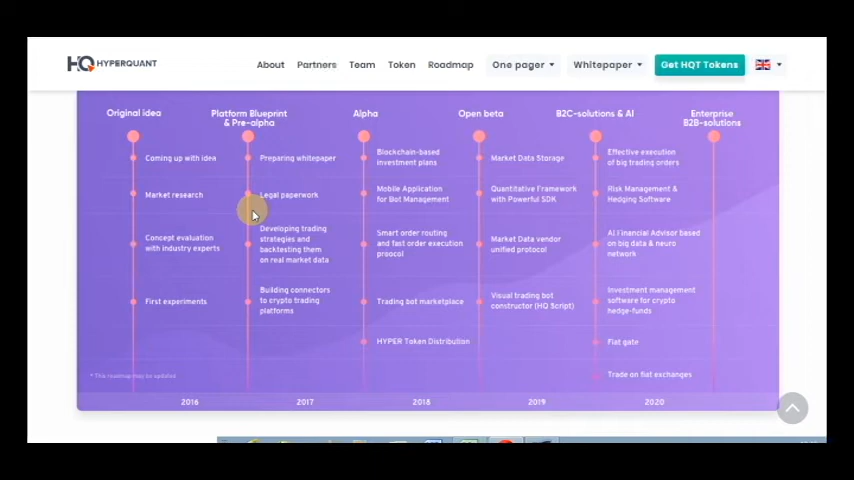 HQ HYPERQUANT
About Partners Team Token Roadmap One pager Whitepaper Get HQT Tokens
Original idea
Coming up with idea
Market research
Concept evaluation
with industry experts
First experiments
Platform Blueprint
& Pre-alpha
Preparing whitepaper
Legal paperwork
Developing trading
strategies and
backtesting them
on real market data
Building connectors
to crypto trading
platforms
Alpha
Blockchain-based
investment plans
Mobile Application
for Bot Management
Smart order routing
and fast order execution
proocol
Trading bot marketplace
HYPER Token Distribution
Open beta
Market Data Storage
Quantitative Framework
with Powerful SDK
Market Data vendor
unified protocol
Visual trading bot
constructor (HQ Script)
B2C-solutions & AI
Effective execution
of big trading orders
Risk Management &
Hedging Software
AI Financial Advisor based
on big data & neuro
network
Investment management
software for crypto
hedge-funds
Fiat gate
Trade on fiat exchanges
Enterprise
B2B-solutions
* This roadmap may be updated
2016 2017 2018 2019 2020